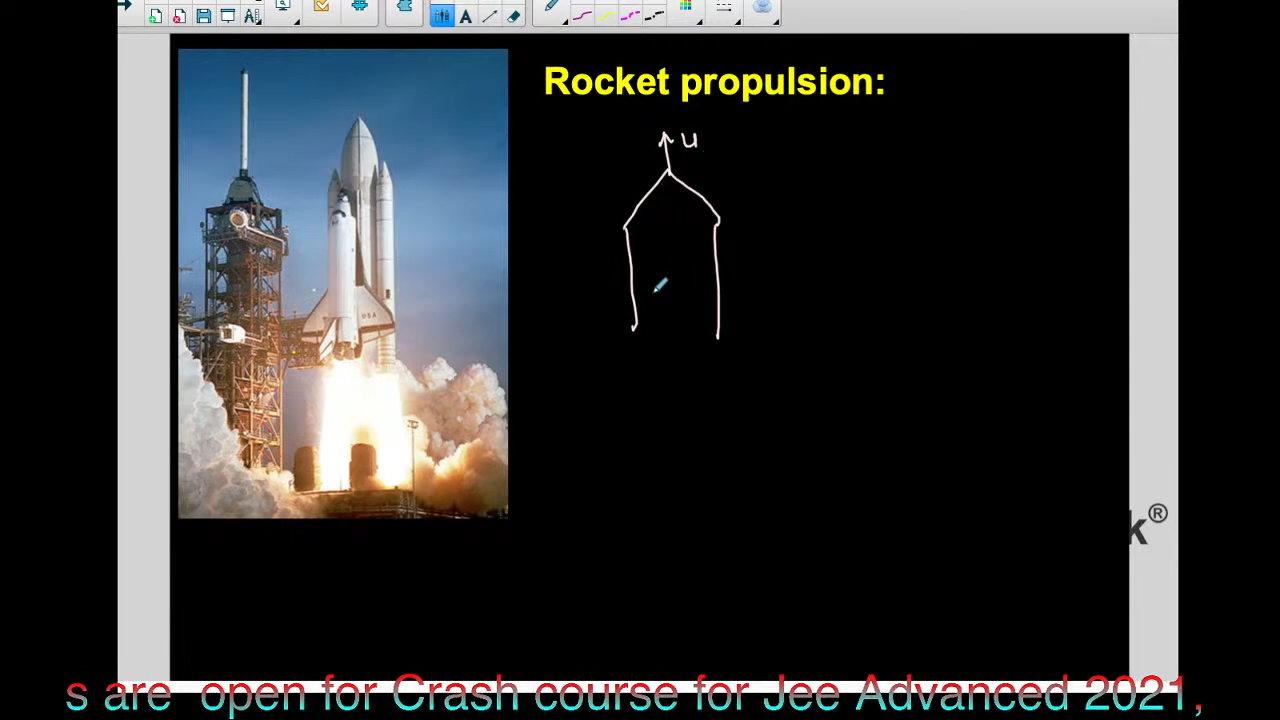 Rocket propulsion:
u
k®
s are open for Crash course for Jee Advanced 2021,